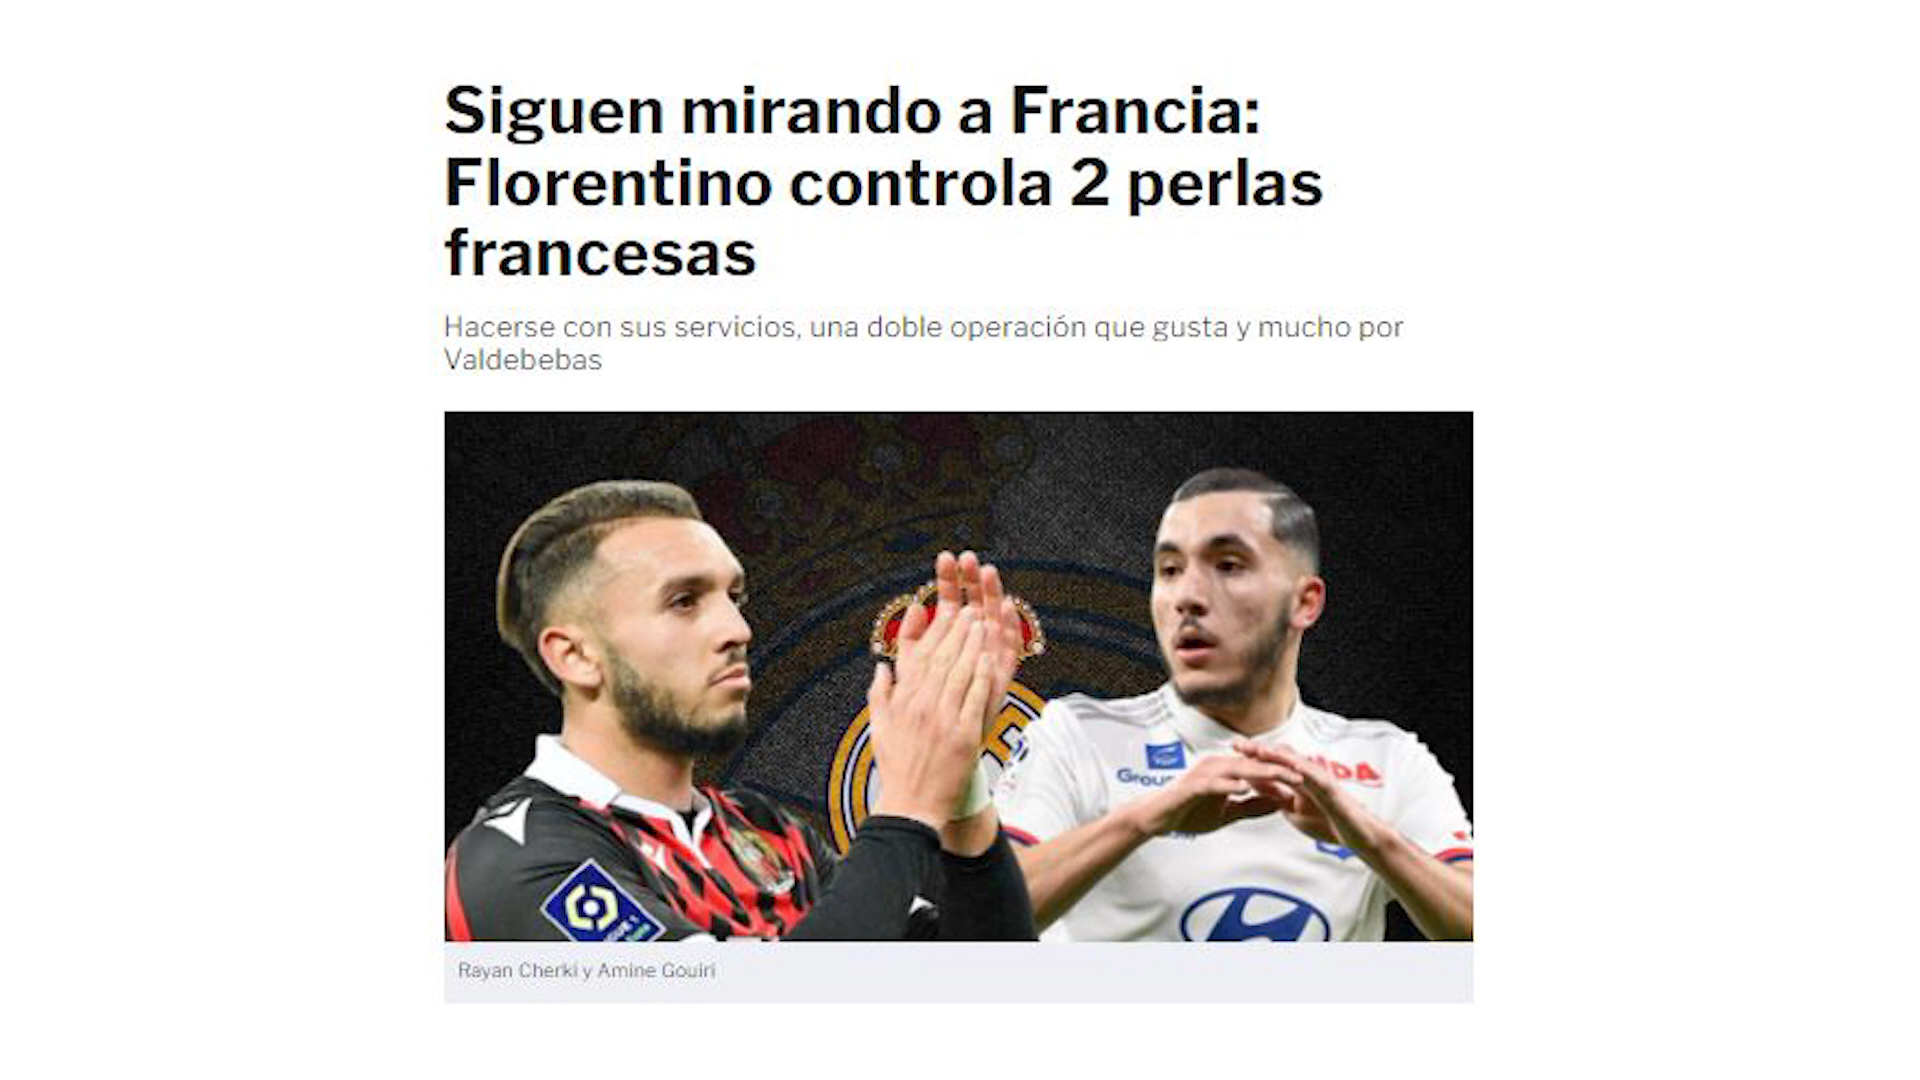 Siguen mirando a Francia:
Florentino controla 2 perlas
francesas
Hacerse con sus servicios, una doble operación que gusta y mucho por
Valdebebas
Rayan Cherki y Amine Gouiri